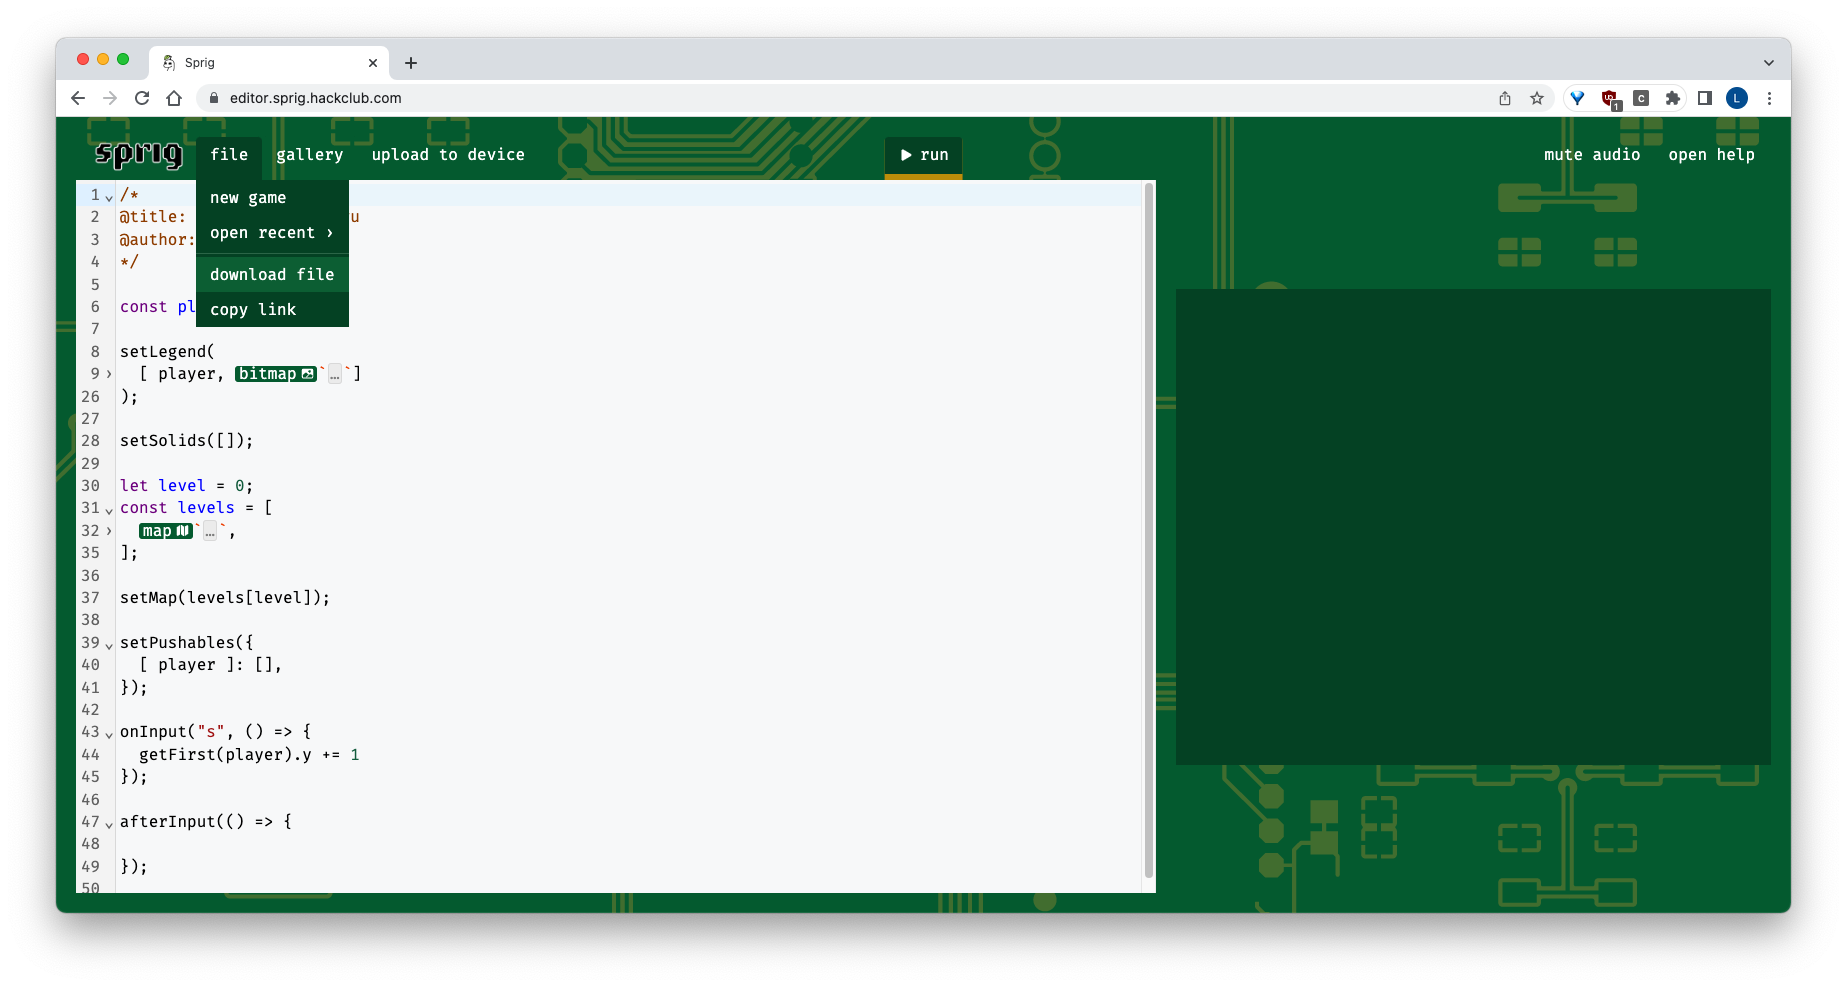 Sprig
editor.sprig.hackclub.com
1
C
L
sprig file gallery upload to device run mute audio open help
new game
open recent ›
download file
copy link
1 /*
2 @title: u
3 @author:
4 */
5
6 const pl
7
8 setLegend(
9 [ player, bitmap`…`]
26 );
27
28 setSolids([]);
29
30 let level = 0;
31 const levels = [
32 map`…`,
35 ];
36
37 setMap(levels[level]);
38
39 setPushables({
40 [ player ]: [],
41 });
42
43 onInput("s", () => {
44 getFirst(player).y += 1
45 });
46
47 afterInput(() => {
48
49 });
50